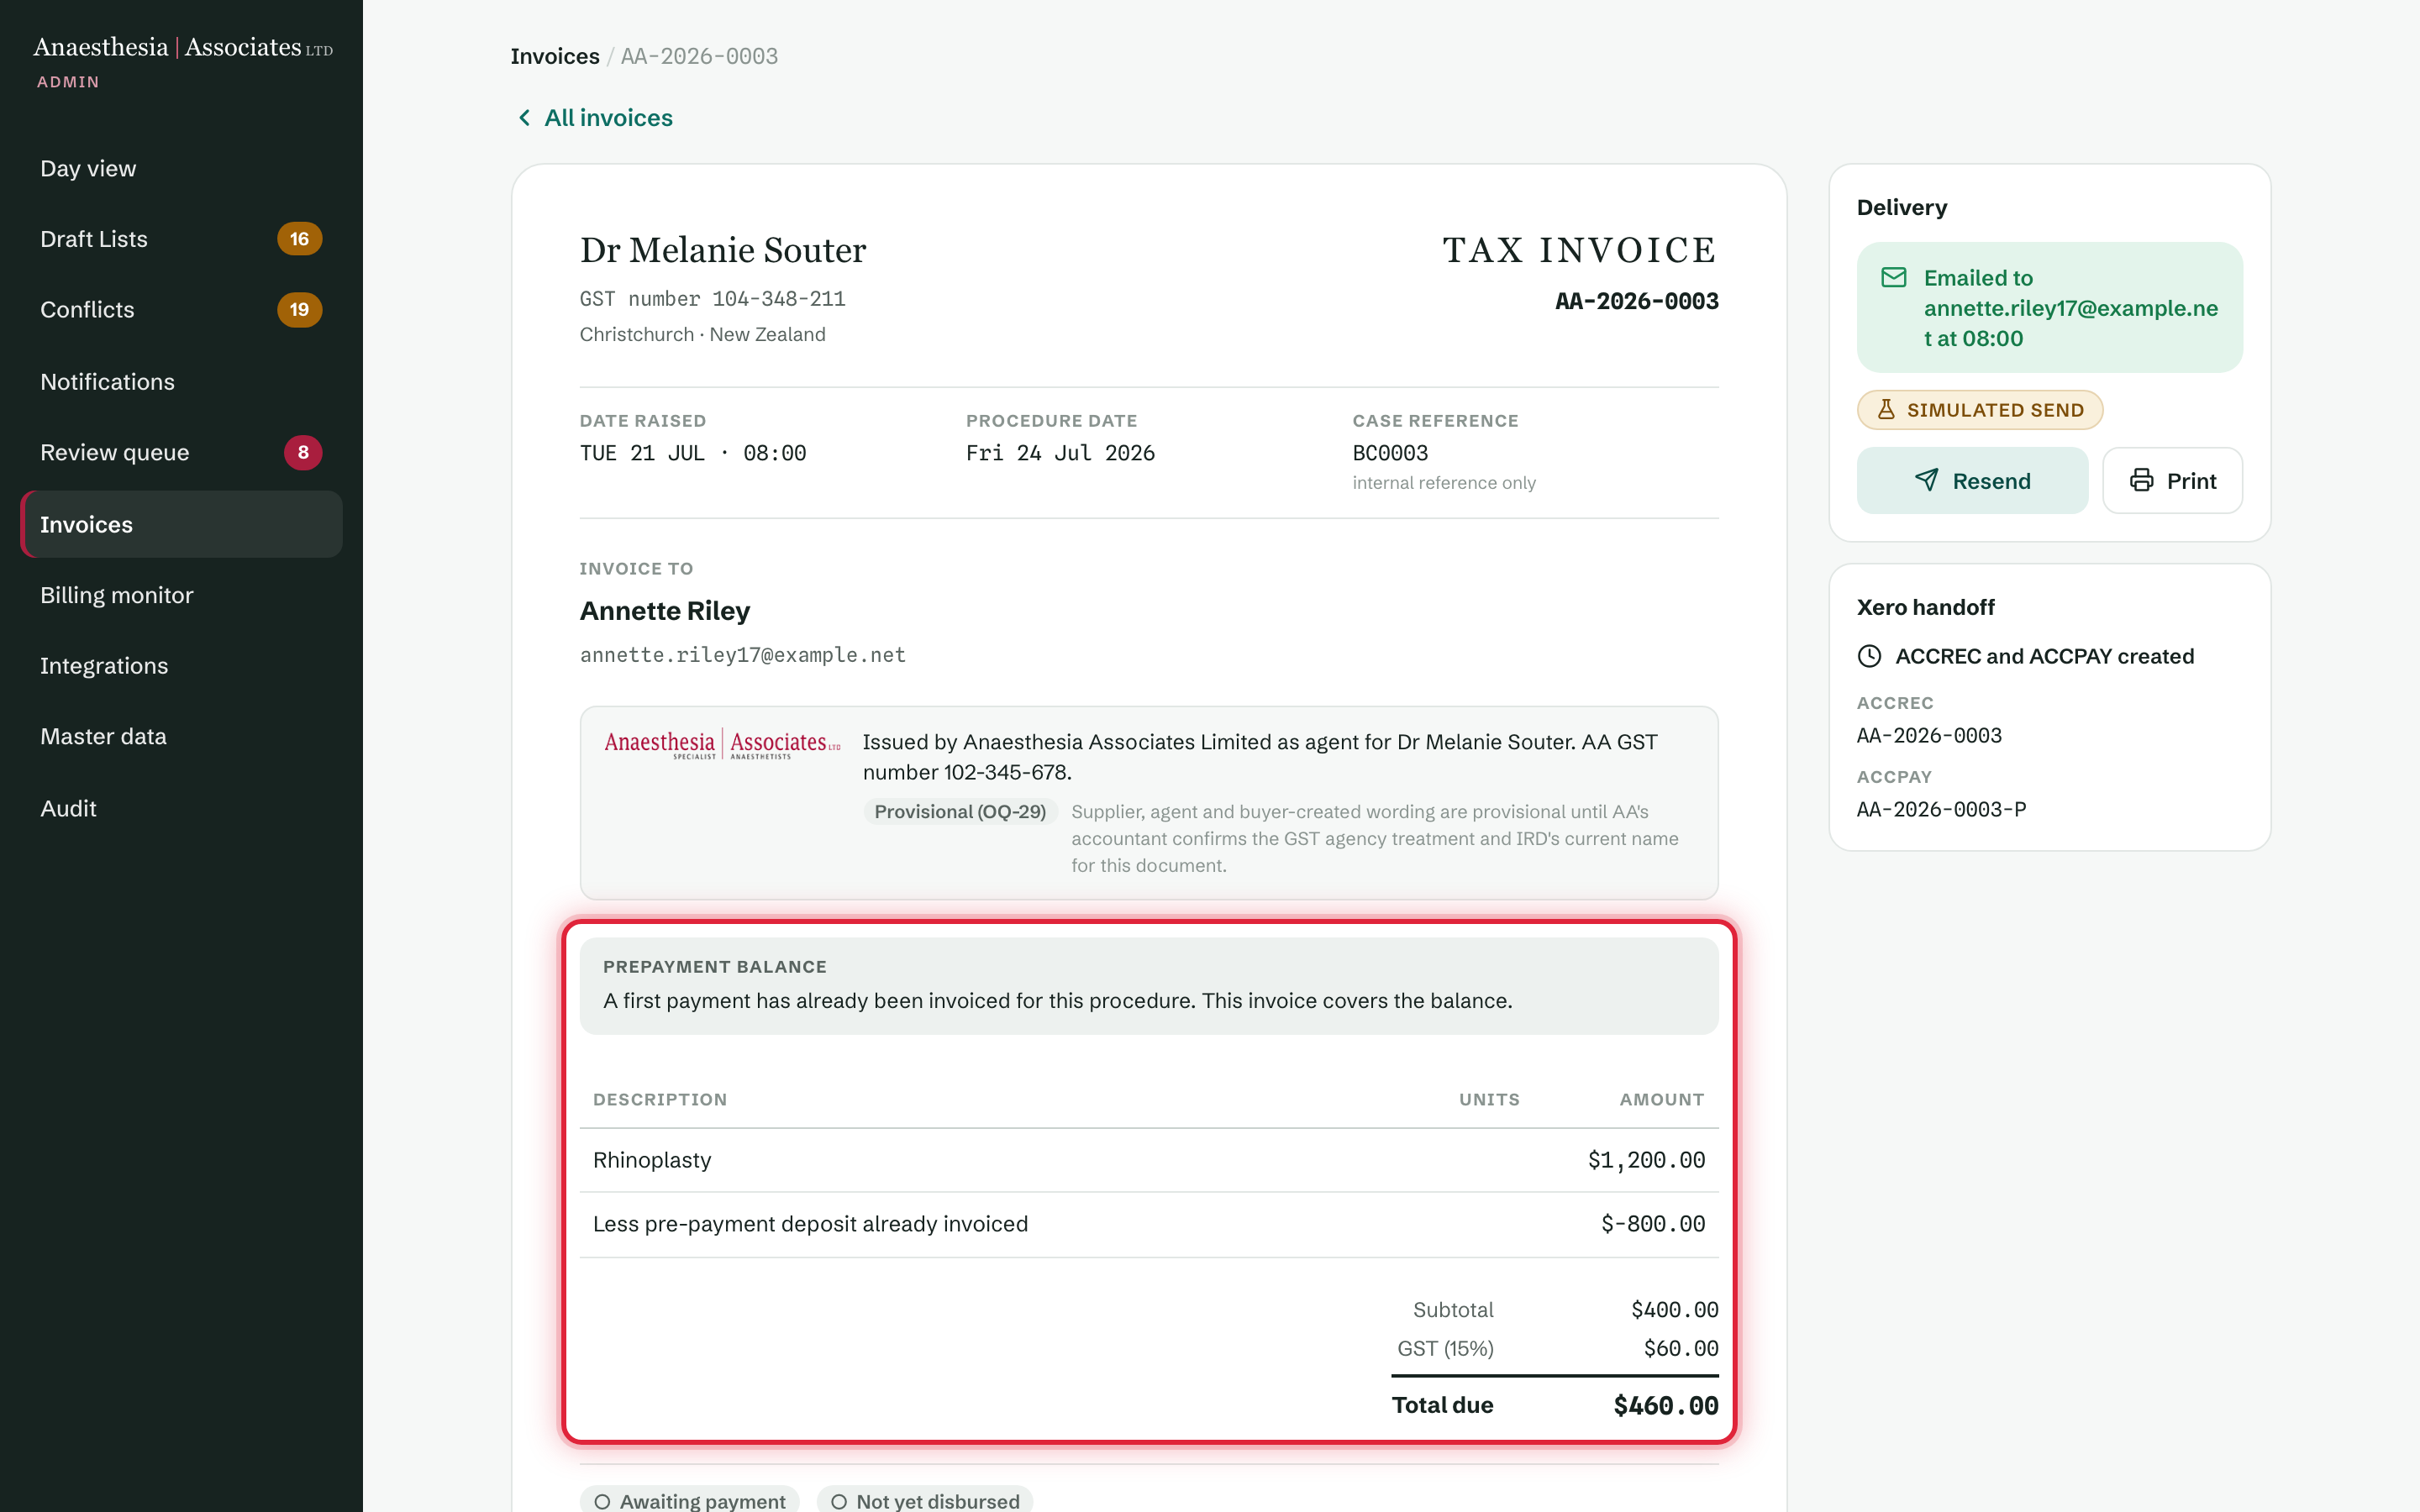 Anaesthesia | Associates LTD
ADMIN
Day view
Draft Lists 16
Conflicts 19
Notifications
Review queue 8
Invoices
Billing monitor
Integrations
Master data
Audit
Invoices / AA-2026-0003
All invoices
Dr Melanie Souter
GST number 104-348-211
Christchurch · New Zealand
TAX INVOICE
AA-2026-0003
DATE RAISED
TUE 21 JUL · 08:00
PROCEDURE DATE
Fri 24 Jul 2026
CASE REFERENCE
BC0003
internal reference only
INVOICE TO
Annette Riley
annette.riley17@example.net
Anaesthesia | Associates LTD
SPECIALIST ANAESTHETISTS
Issued by Anaesthesia Associates Limited as agent for Dr Melanie Souter. AA GST
number 102-345-678.
Provisional (OQ-29)
Supplier, agent and buyer-created wording are provisional until AA's
accountant confirms the GST agency treatment and IRD's current name
for this document.
PREPAYMENT BALANCE
A first payment has already been invoiced for this procedure. This invoice covers the balance.
DESCRIPTION UNITS AMOUNT
Rhinoplasty $1,200.00
Less pre-payment deposit already invoiced $-800.00
Subtotal $400.00
GST (15%) $60.00
Total due $460.00
Awaiting payment Not yet disbursed
Delivery
Emailed to
annette.riley17@example.ne
t at 08:00
SIMULATED SEND
Resend Print
Xero handoff
ACCREC and ACCPAY created
ACCREC
AA-2026-0003
ACCPAY
AA-2026-0003-P